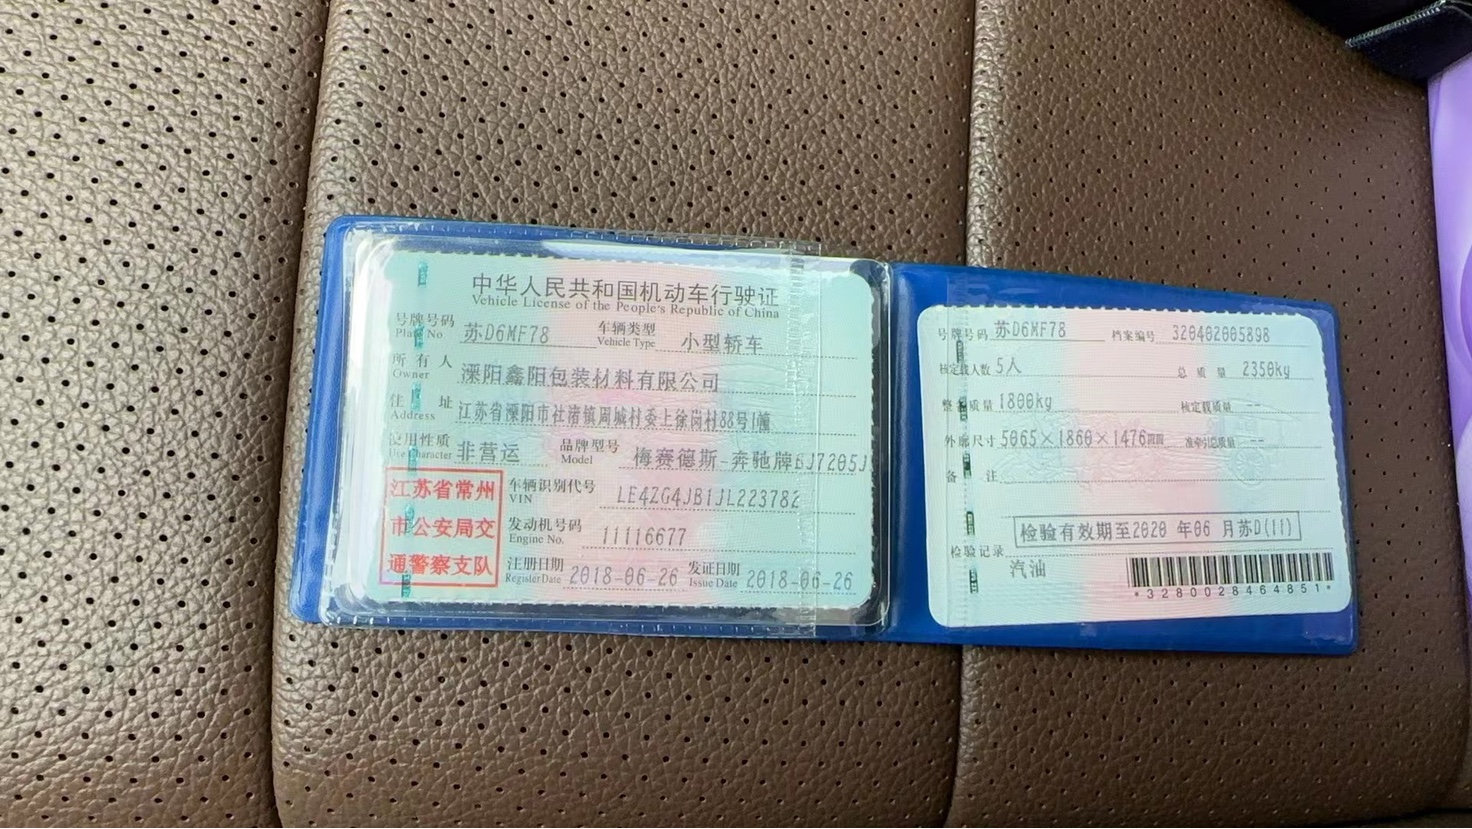 中华人民共和国机动车行驶证
Vehicle License of the People's Republic of China
号牌号码 苏D6MF78 车辆类型 小型轿车
Plate No. Vehicle Type
所有人 溧阳鑫阳包装材料有限公司
Owner
住址 江苏省溧阳市社渚镇周城村委上徐岗村88号1幢
Address
使用性质 非营运 品牌型号 梅赛德斯-奔驰牌BJ7205J
Use Character Model
江苏省常州
市公安局交
通警察支队
车辆识别代号 LE4ZG4JB1JL223782
VIN
发动机号码 11116677
Engine No.
注册日期 2018-06-26 发证日期 2018-06-26
Register Date Issue Date
号牌号码 苏D6MF78 档案编号 320402005898
核定载人数 5人 总质量 2350kg
整备质量 1800kg 核定载质量 --
外廓尺寸 5065×1860×1476mm 准牵引总质量 --
备注
检验有效期至2020年06月苏D(11)
检验记录
汽油
*3280028464851*